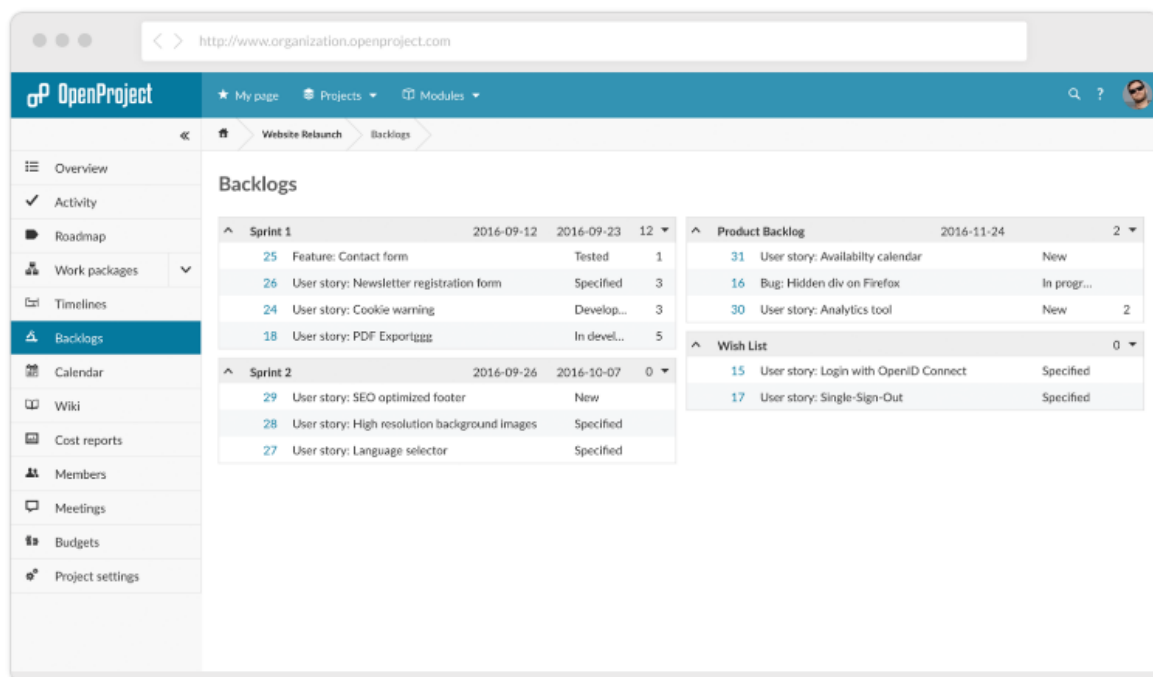 http://www.organization.openproject.com
OpenProject
My page Projects Modules ?
Website Relaunch Backlogs
Overview
Activity
Roadmap
Work packages
Timelines
Backlogs
Calendar
Wiki
Cost reports
Members
Meetings
Budgets
Project settings
Backlogs
Sprint 1 2016-09-12 2016-09-23 12
25 Feature: Contact form Tested 1
26 User story: Newsletter registration form Specified 3
24 User story: Cookie warning Develop... 3
18 User story: PDF Exportggg In devel... 5
Sprint 2 2016-09-26 2016-10-07 0
29 User story: SEO optimized footer New
28 User story: High resolution background images Specified
27 User story: Language selector Specified
Product Backlog 2016-11-24 2
31 User story: Availabilty calendar New
16 Bug: Hidden div on Firefox In progr...
30 User story: Analytics tool New 2
Wish List 0
15 User story: Login with OpenID Connect Specified
17 User story: Single-Sign-Out Specified